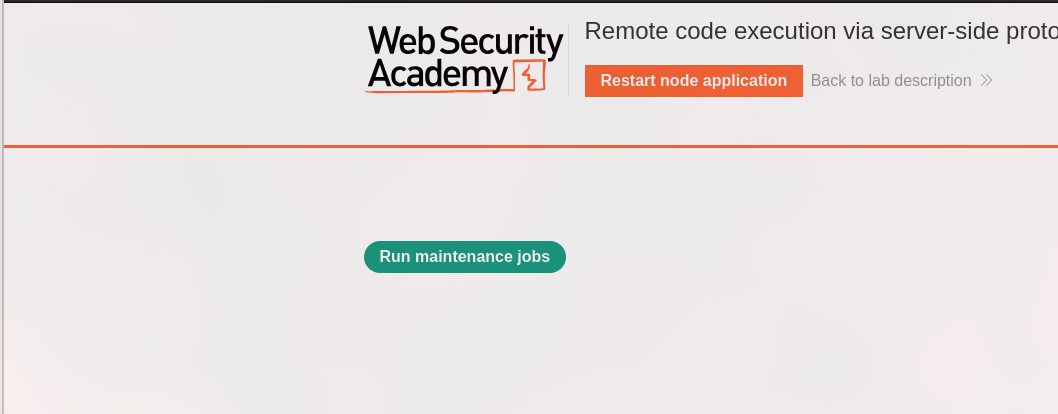 Web Security
Academy
Remote code execution via server-side proto
Restart node application
Back to lab description
Run maintenance jobs